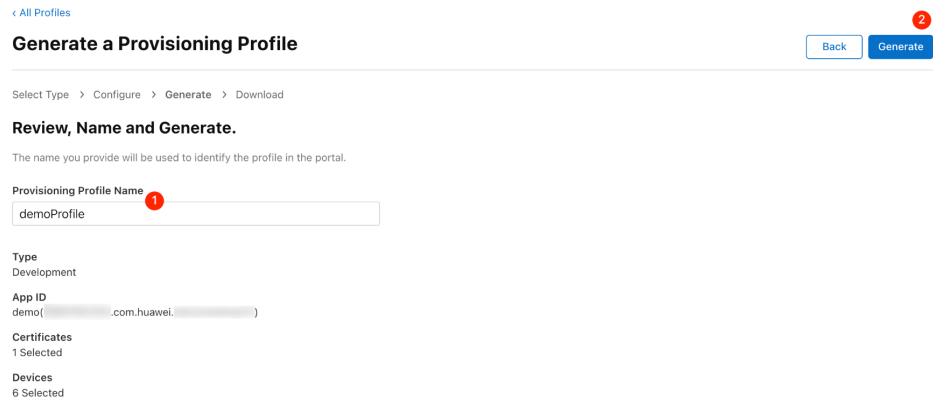 ‹ All Profiles
2
Generate a Provisioning Profile
Back Generate
Select Type > Configure > Generate > Download
Review, Name and Generate.
The name you provide will be used to identify the profile in the portal.
Provisioning Profile Name
1
demoProfile
Type
Development
App ID
demo( .com.huawei. )
Certificates
1 Selected
Devices
6 Selected